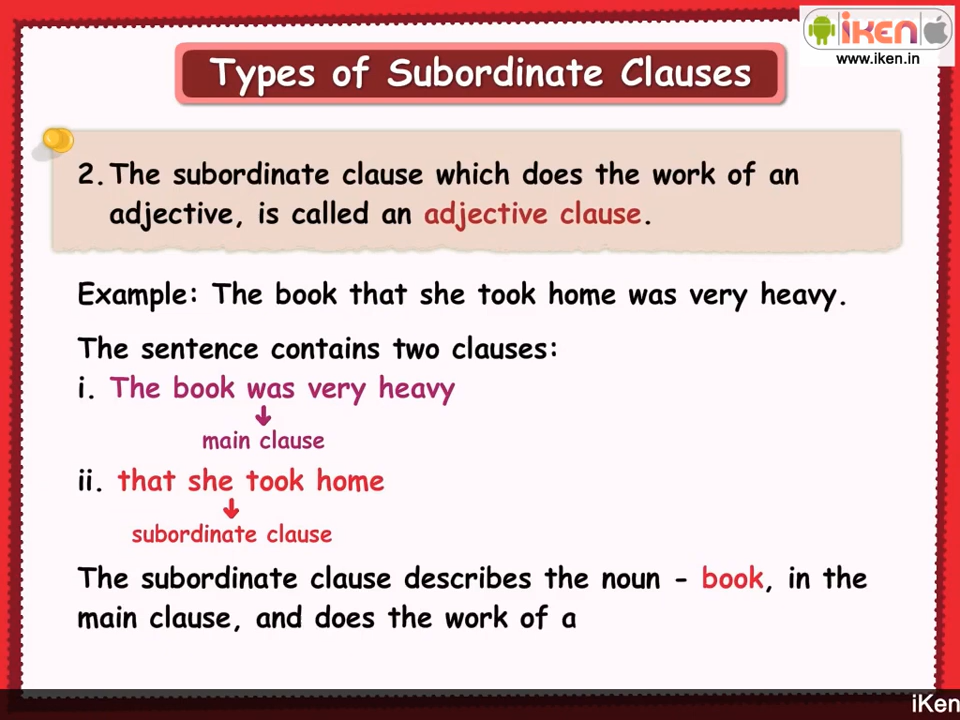 iKEN
www.iken.in
Types of Subordinate Clauses
2. The subordinate clause which does the work of an
adjective, is called an adjective clause.
Example: The book that she took home was very heavy.
The sentence contains two clauses:
i. The book was very heavy
main clause
ii. that she took home
subordinate clause
The subordinate clause describes the noun - book, in the
main clause, and does the work of a
iKen